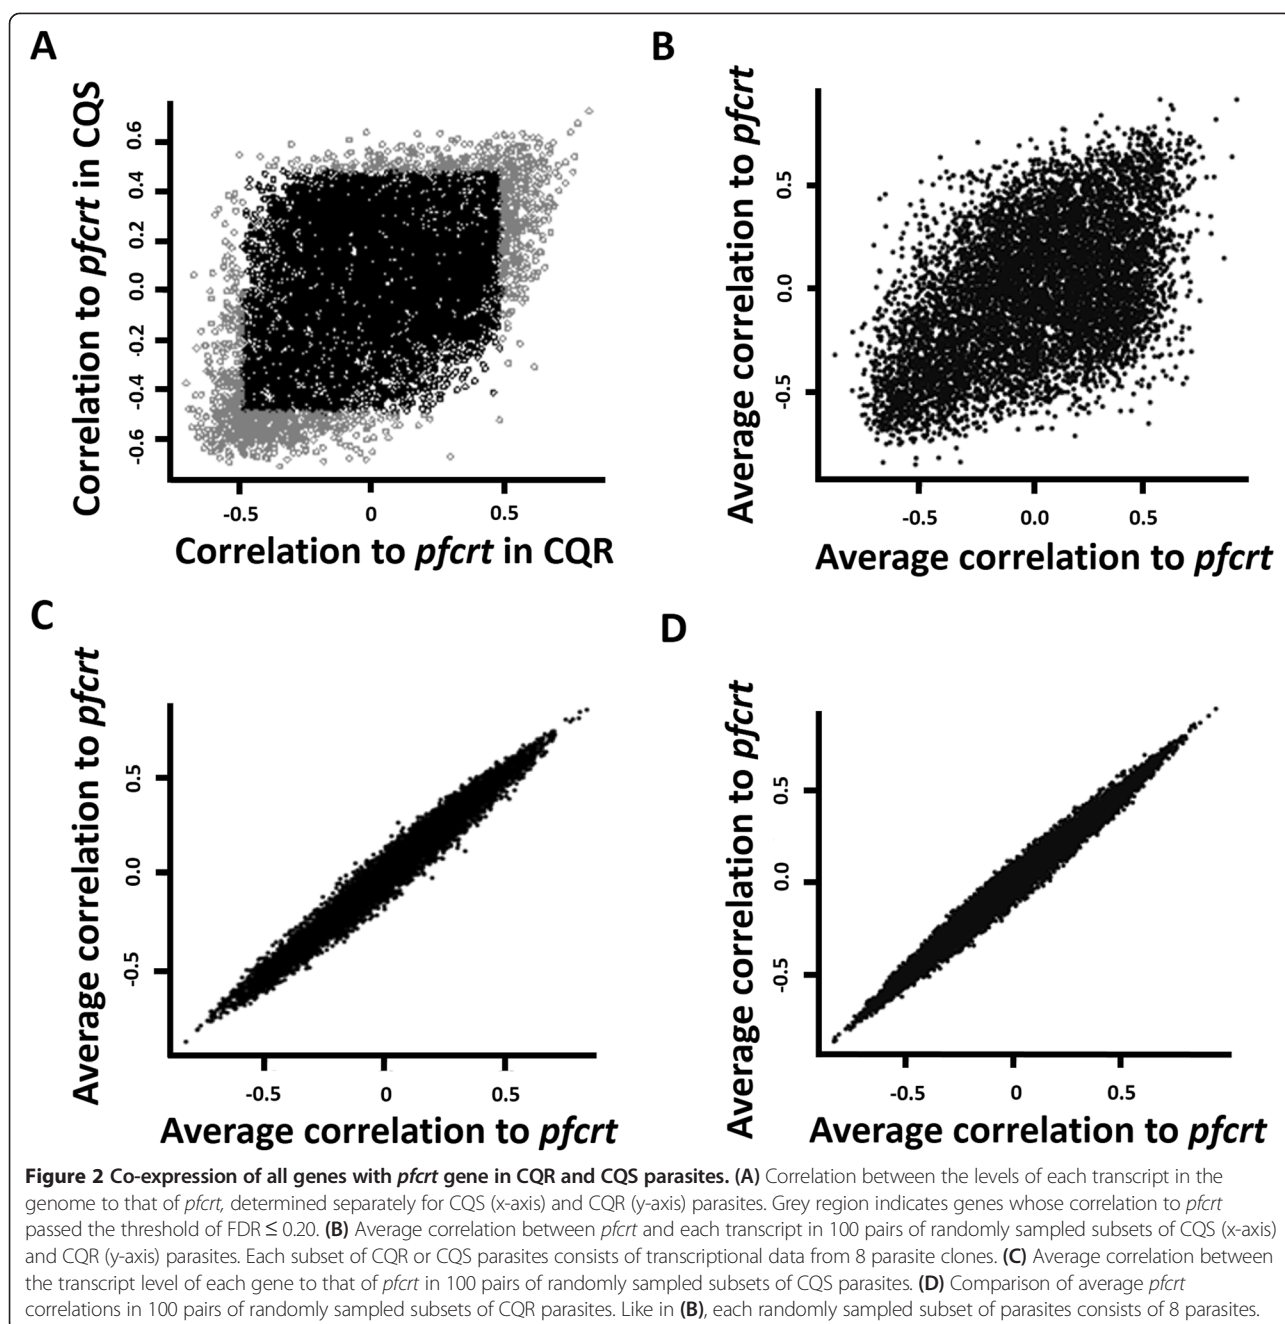 A
Correlation to pfcrt in CQS
0.6
0.4
0.2
0.0
-0.2
-0.4
-0.6
-0.5
0
0.5
Correlation to pfcrt in CQR
B
Average correlation to pfcrt
0.5
0.0
-0.5
-0.5
0.0
0.5
Average correlation to pfcrt
C
Average correlation to pfcrt
0.5
0.0
-0.5
-0.5
0
0.5
Average correlation to pfcrt
D
Average correlation to pfcrt
0.5
0.0
-0.5
-0.5
0
0.5
Average correlation to pfcrt
Figure 2 Co-expression of all genes with pfcrt gene in CQR and CQS parasites. (A) Correlation between the levels of each transcript in the
genome to that of pfcrt, determined separately for CQS (x-axis) and CQR (y-axis) parasites. Grey region indicates genes whose correlation to pfcrt
passed the threshold of FDR ≤ 0.20. (B) Average correlation between pfcrt and each transcript in 100 pairs of randomly sampled subsets of CQS (x-axis)
and CQR (y-axis) parasites. Each subset of CQR or CQS parasites consists of transcriptional data from 8 parasite clones. (C) Average correlation between
the transcript level of each gene to that of pfcrt in 100 pairs of randomly sampled subsets of CQS parasites. (D) Comparison of average pfcrt
correlations in 100 pairs of randomly sampled subsets of CQR parasites. Like in (B), each randomly sampled subset of parasites consists of 8 parasites.